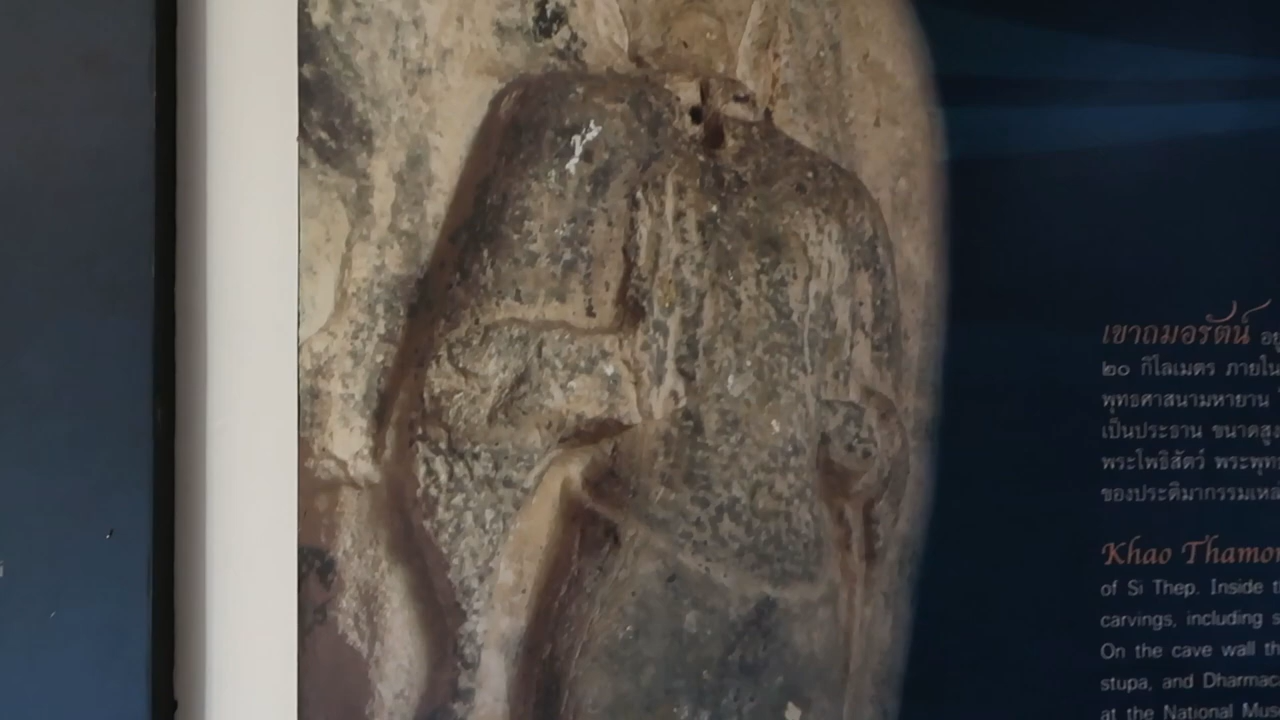 เขาถมอรัตน์
๒๐ กิโลเมตร ภายใน
พุทธศาสนามหายาน
เป็นประธาน ขนาดสูง
พระโพธิสัตว์ พระพุท
ของประติมากรรมเหล่
Khao Thamor
of Si Thep. Inside t
carvings, including s
On the cave wall th
stupa, and Dharmac
at the National Mus